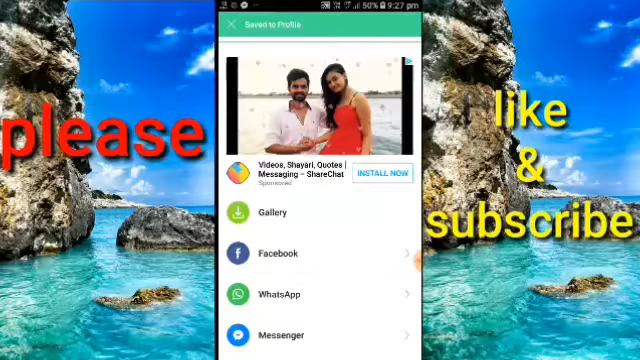 50% 9:27 pm
Saved to Profile
please
like
&
subscribe
Videos, Shayari, Quotes |
Messaging – ShareChat
Sponsored
INSTALL NOW
Gallery
Facebook
WhatsApp
Messenger